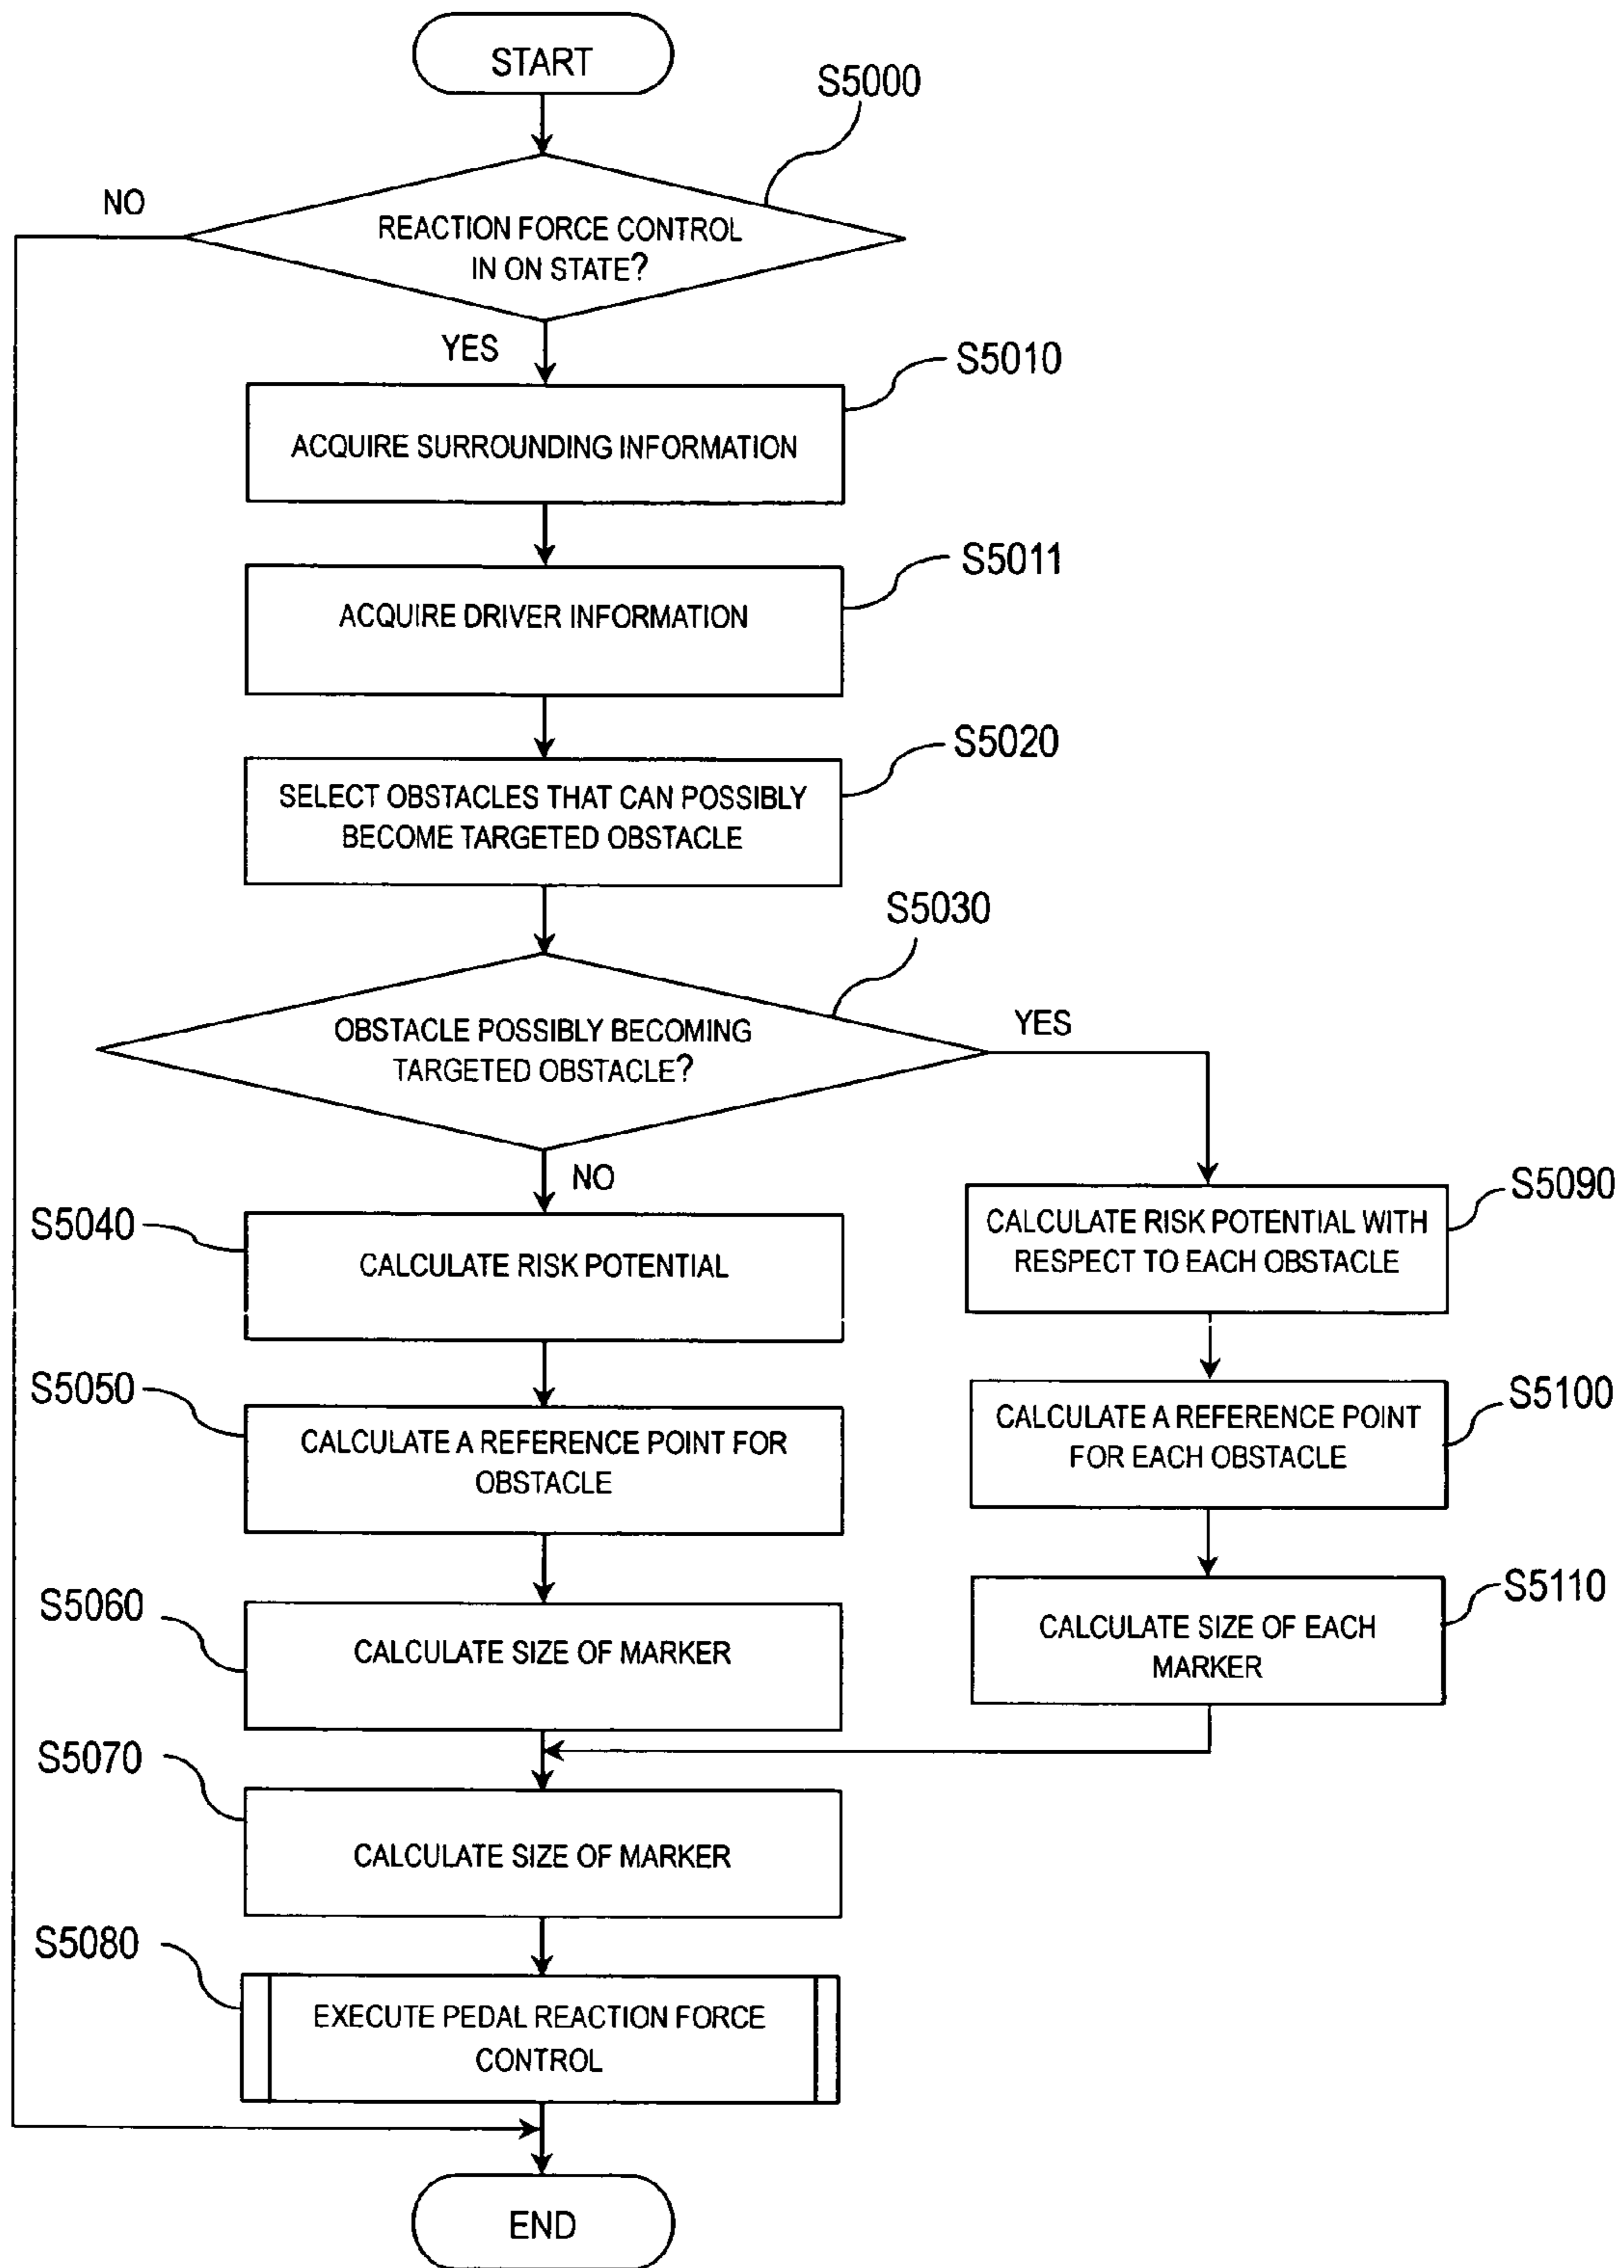 START
S5000
NO
REACTION FORCE CONTROL
IN ON STATE?
YES
S5010
ACQUIRE SURROUNDING INFORMATION
S5011
ACQUIRE DRIVER INFORMATION
S5020
SELECT OBSTACLES THAT CAN POSSIBLY
BECOME TARGETED OBSTACLE
S5030
OBSTACLE POSSIBLY BECOMING
TARGETED OBSTACLE?
YES
NO
S5040
CALCULATE RISK POTENTIAL
S5090
CALCULATE RISK POTENTIAL WITH
RESPECT TO EACH OBSTACLE
S5050
CALCULATE A REFERENCE POINT FOR
OBSTACLE
S5100
CALCULATE A REFERENCE POINT
FOR EACH OBSTACLE
S5060
CALCULATE SIZE OF MARKER
S5110
CALCULATE SIZE OF EACH
MARKER
S5070
CALCULATE SIZE OF MARKER
S5080
EXECUTE PEDAL REACTION FORCE
CONTROL
END